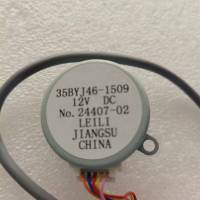 35BYJ46-1509
12V DC
No.24407-02
LEILI
JIANGSU
CHINA